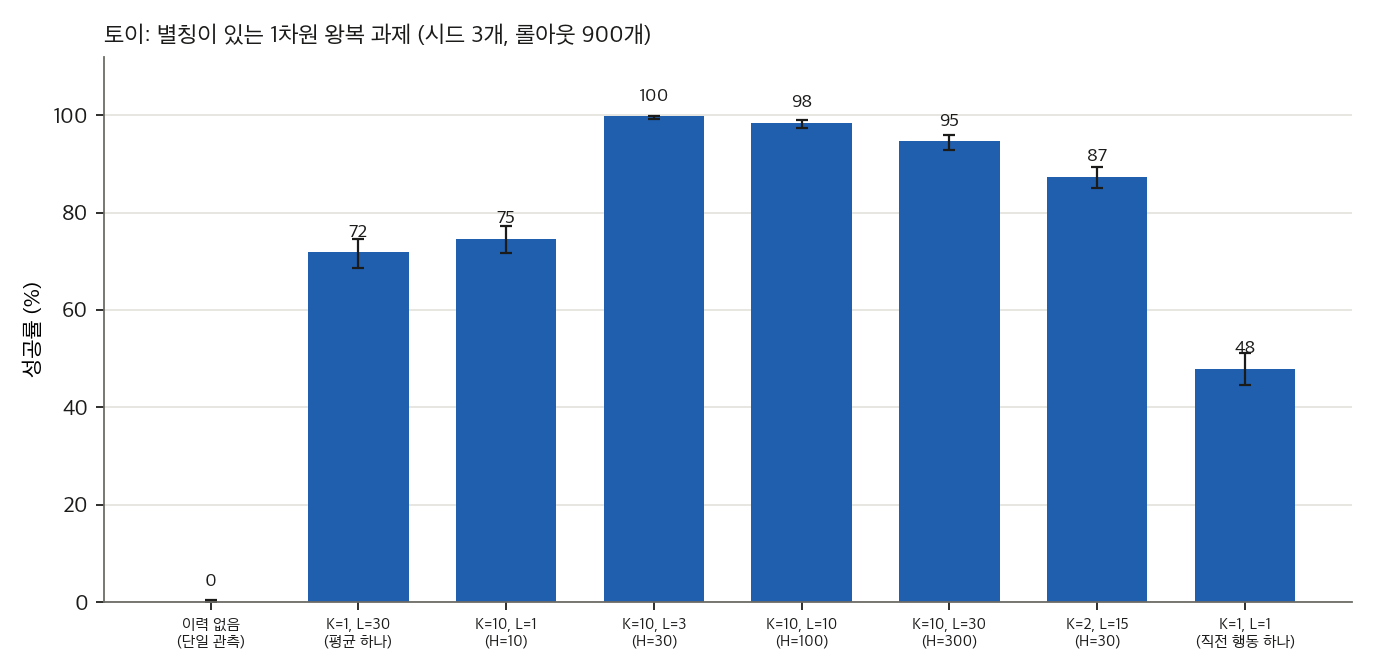 토이: 별칭이 있는 1차원 왕복 과제 (시드 3개, 롤아웃 900개)
성공률 (%)
100
80
60
40
20
0
0
72
75
100
98
95
87
48
이력 없음
(단일 관측)
K=1, L=30
(평균 하나)
K=10, L=1
(H=10)
K=10, L=3
(H=30)
K=10, L=10
(H=100)
K=10, L=30
(H=300)
K=2, L=15
(H=30)
K=1, L=1
(직전 행동 하나)